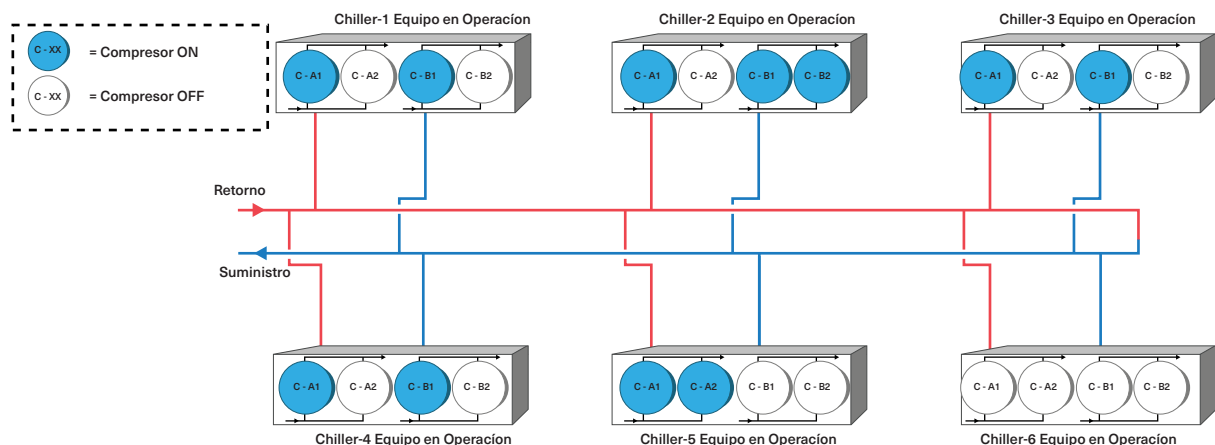 Chiller-1 Equipo en Operacíon
Chiller-2 Equipo en Operacíon
Chiller-3 Equipo en Operacíon
C - XX
= Compresor ON
C - XX
= Compresor OFF
C - A1
C - A2
C - B1
C - B2
C - A1
C - A2
C - B1
C - B2
C - A1
C - A2
C - B1
C - B2
Retorno
Suministro
C - A1
C - A2
C - B1
C - B2
C - A1
C - A2
C - B1
C - B2
C - A1
C - A2
C - B1
C - B2
Chiller-4 Equipo en Operacíon
Chiller-5 Equipo en Operacíon
Chiller-6 Equipo en Operacíon